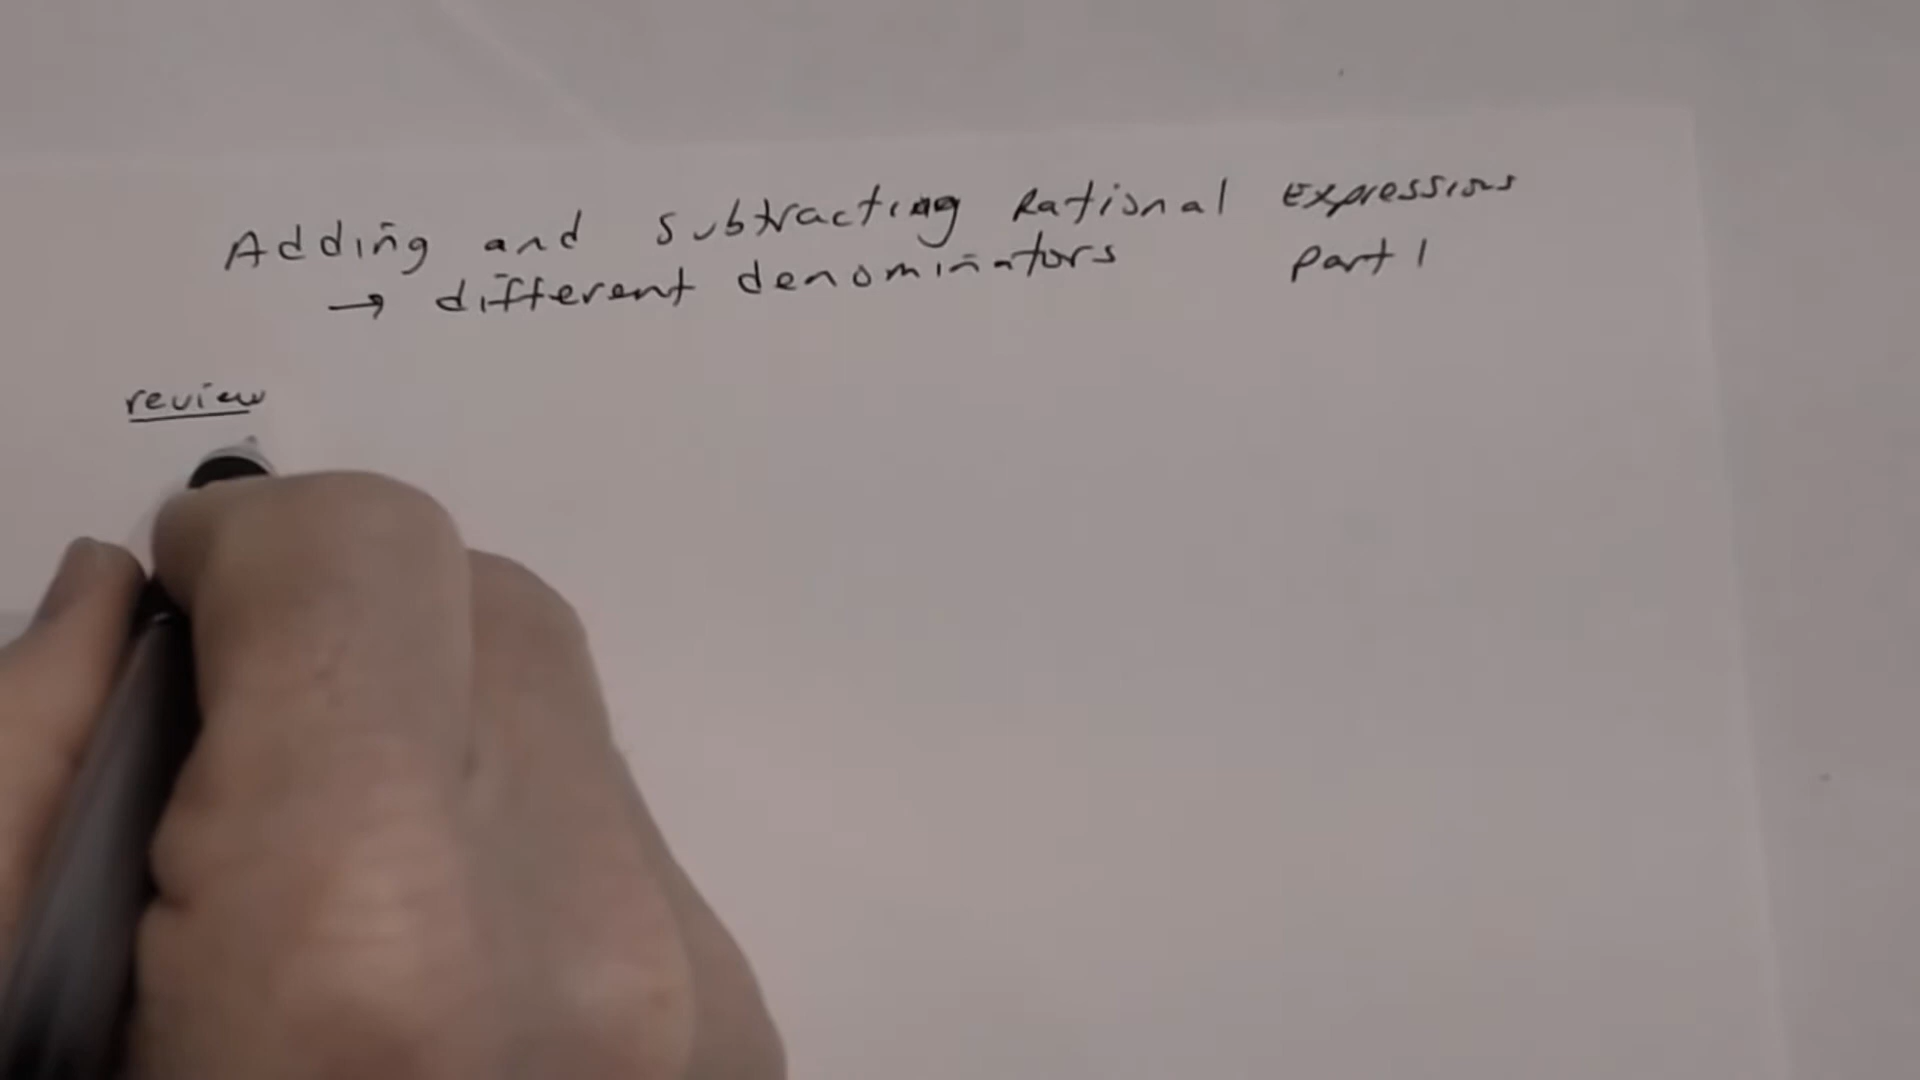 Adding and subtracting Rational Expressions
→ different denominators Part 1
review